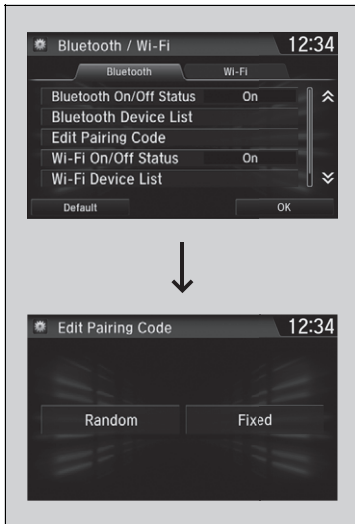 Bluetooth / Wi-Fi 12:34
Bluetooth Wi-Fi
Bluetooth On/Off Status On
Bluetooth Device List
Edit Pairing Code
Wi-Fi On/Off Status On
Wi-Fi Device List
Default OK
Edit Pairing Code 12:34
Random Fixed